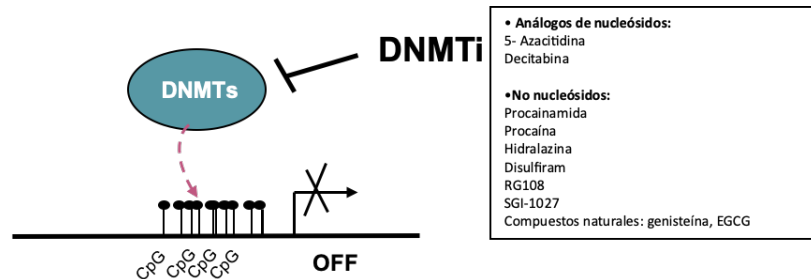 DNMTs
DNMTi
• Análogos de nucleósidos:
5- Azacitidina
Decitabina
•No nucleósidos:
Procainamida
Procaína
Hidralazina
Disulfiram
RG108
SGI-1027
Compuestos naturales: genisteína, EGCG
CpG
CpG
CpG
CpG
OFF